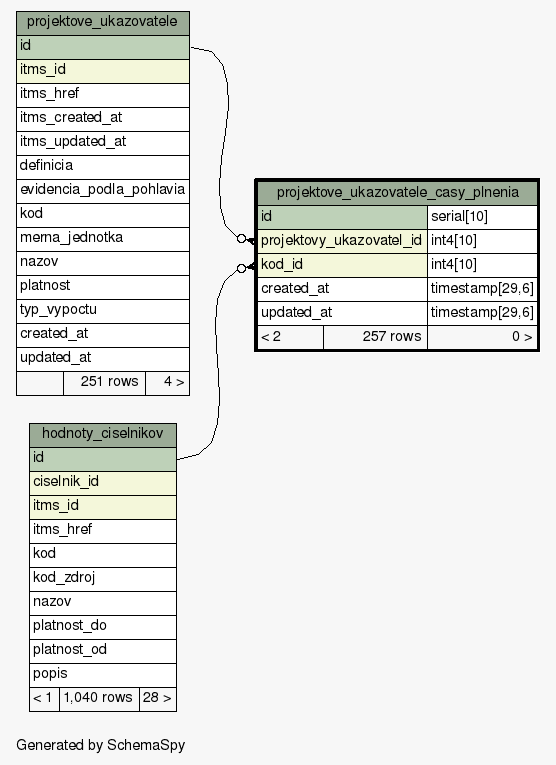 projektove_ukazovatele
id
itms_id
itms_href
itms_created_at
itms_updated_at
definicia
evidencia_podla_pohlavia
kod
merna_jednotka
nazov
platnost
typ_vypoctu
created_at
updated_at
251 rows 4 >
projektove_ukazovatele_casy_plnenia
id serial[10]
projektovy_ukazovatel_id int4[10]
kod_id int4[10]
created_at timestamp[29,6]
updated_at timestamp[29,6]
< 2 257 rows 0 >
hodnoty_ciselnikov
id
ciselnik_id
itms_id
itms_href
kod
kod_zdroj
nazov
platnost_do
platnost_od
popis
< 1 1,040 rows 28 >
Generated by SchemaSpy